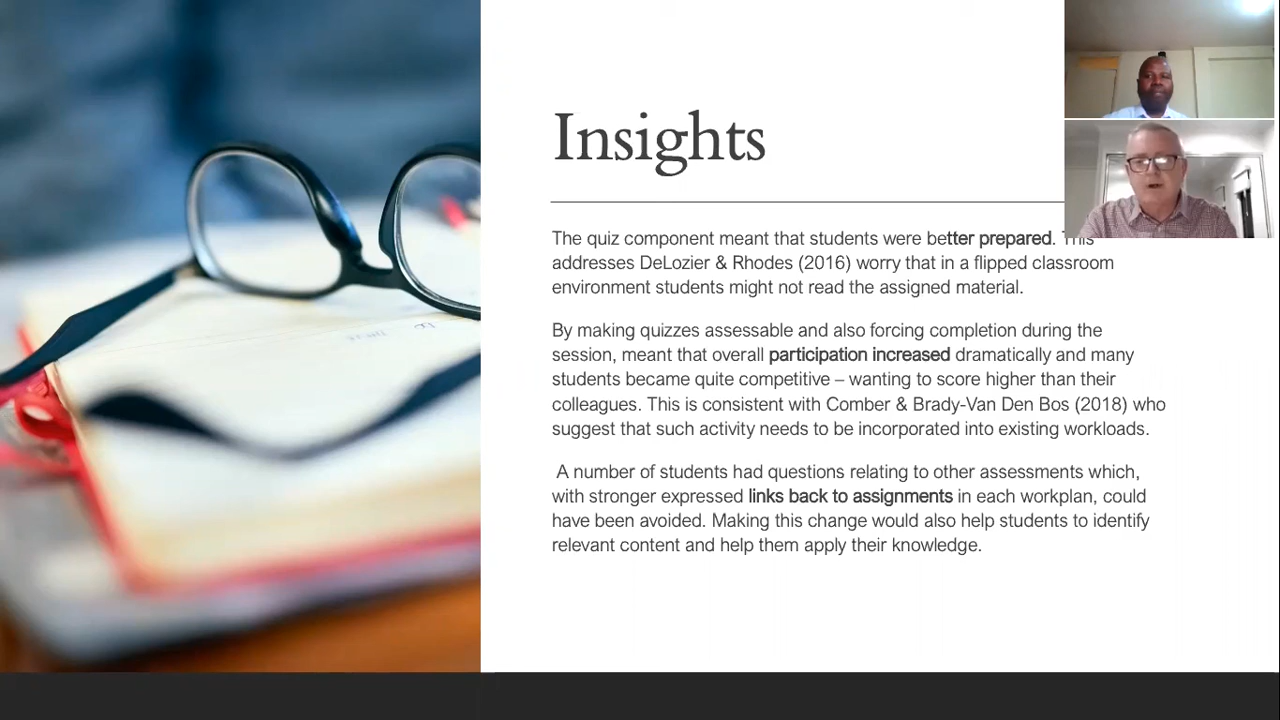 Insights
The quiz component meant that students were better prepared. This
addresses DeLozier & Rhodes (2016) worry that in a flipped classroom
environment students might not read the assigned material.
By making quizzes assessable and also forcing completion during the
session, meant that overall participation increased dramatically and many
students became quite competitive – wanting to score higher than their
colleagues. This is consistent with Comber & Brady-Van Den Bos (2018) who
suggest that such activity needs to be incorporated into existing workloads.
A number of students had questions relating to other assessments which,
with stronger expressed links back to assignments in each workplan, could
have been avoided. Making this change would also help students to identify
relevant content and help them apply their knowledge.